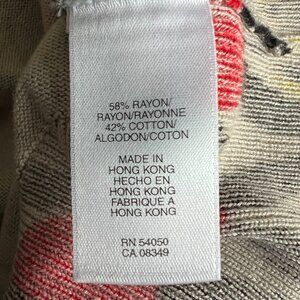 58% RAYON/
RAYON/RAYONNE
42% COTTON/
ALGODON/COTON
MADE IN
HONG KONG
HECHO EN
HONG KONG
FABRIQUE A
HONG KONG
RN 54050
CA 08349